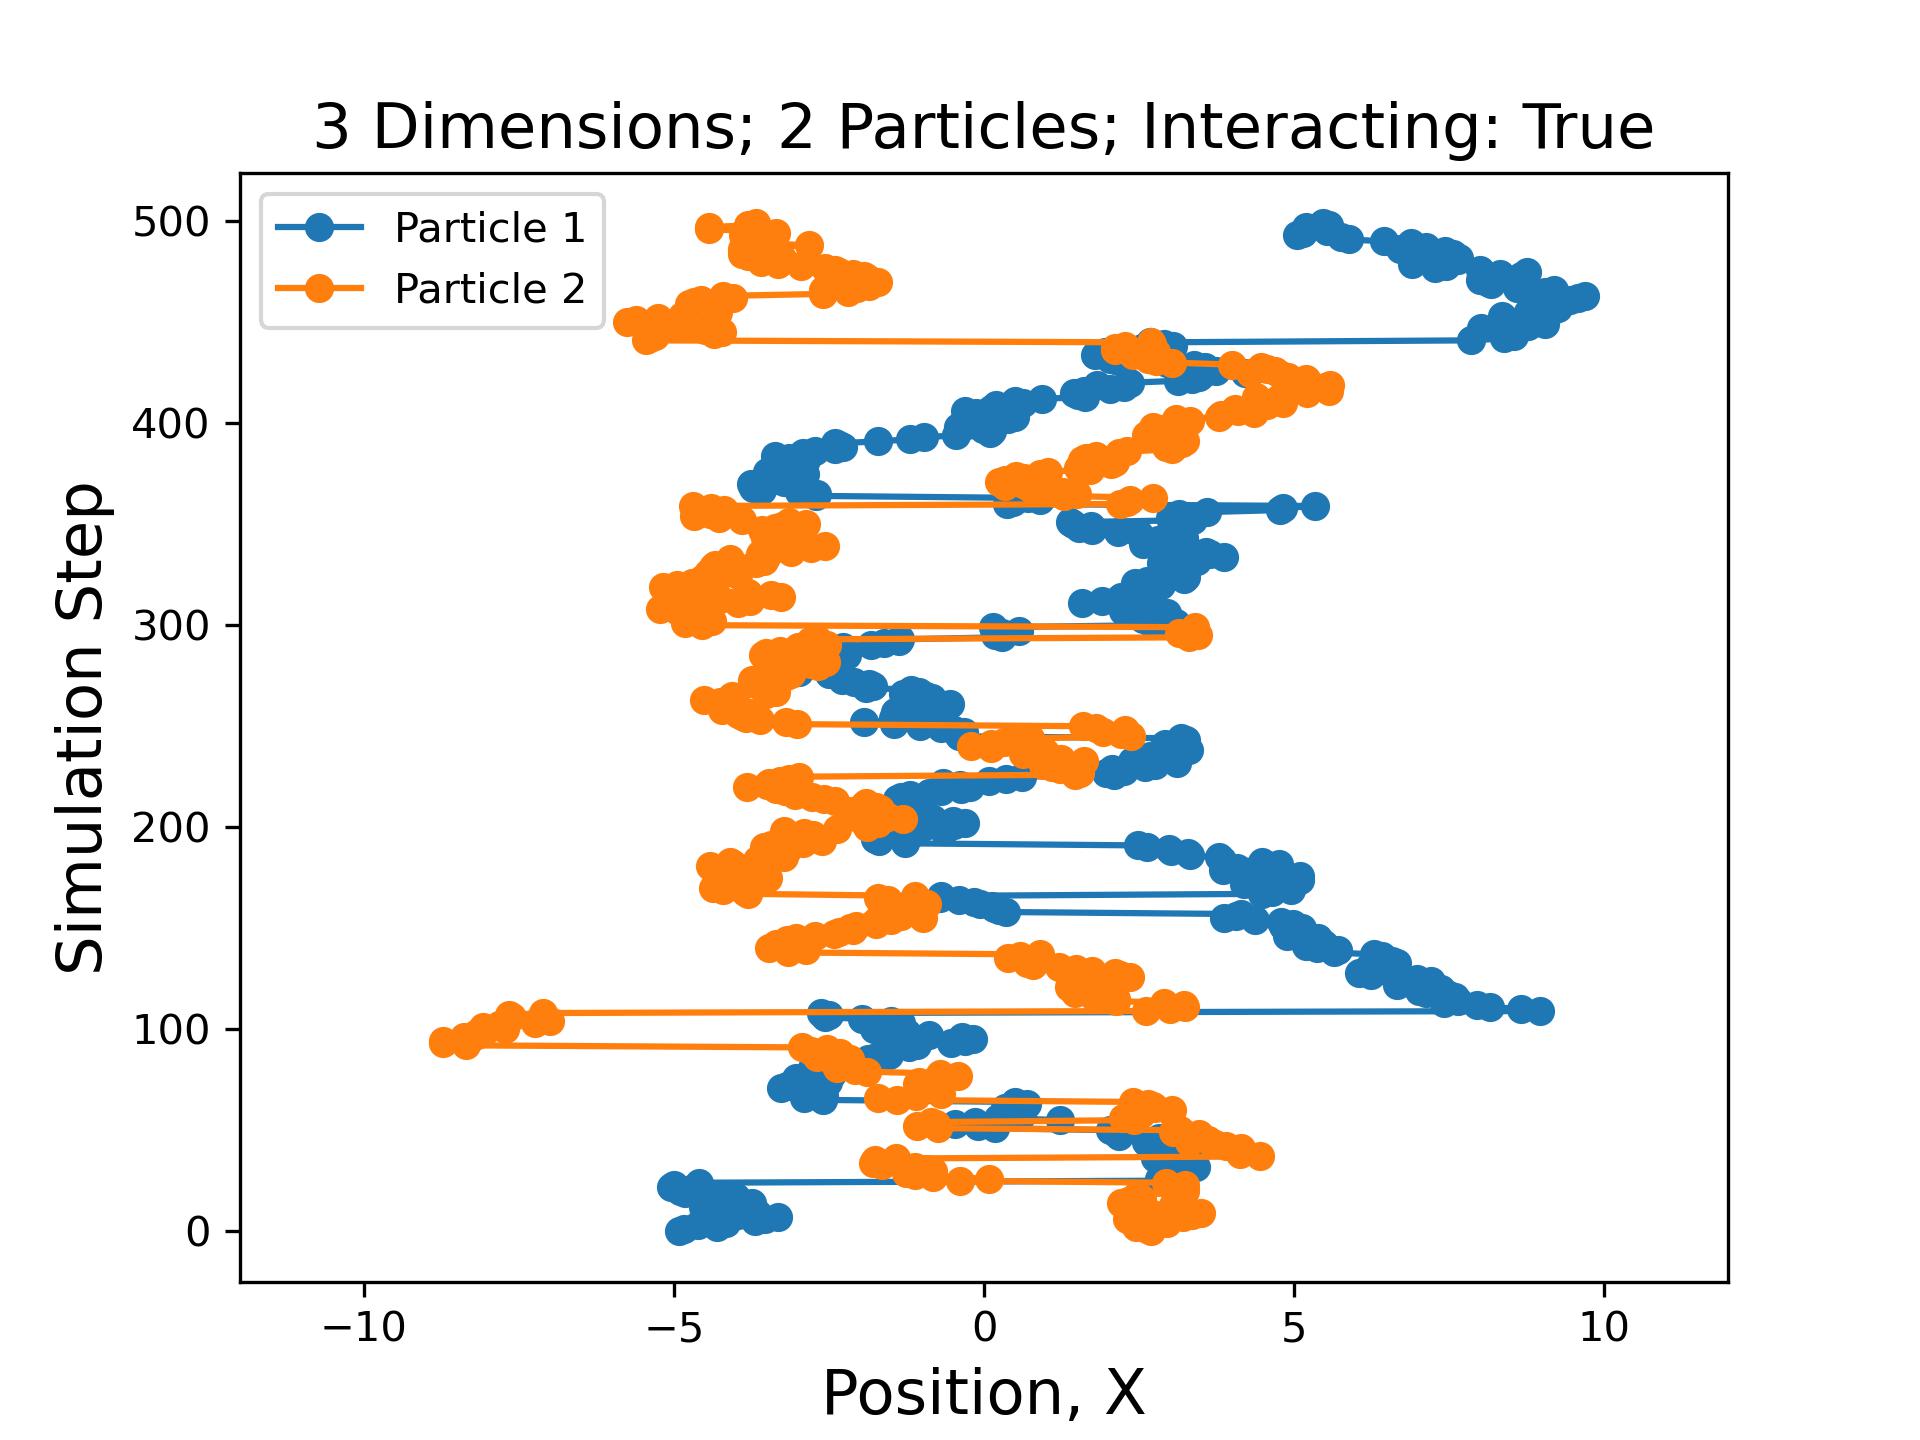 3 Dimensions; 2 Particles; Interacting: True
Particle 1
Particle 2
500
400
300
200
100
0
Simulation Step
−10 −5 0 5 10
Position, X